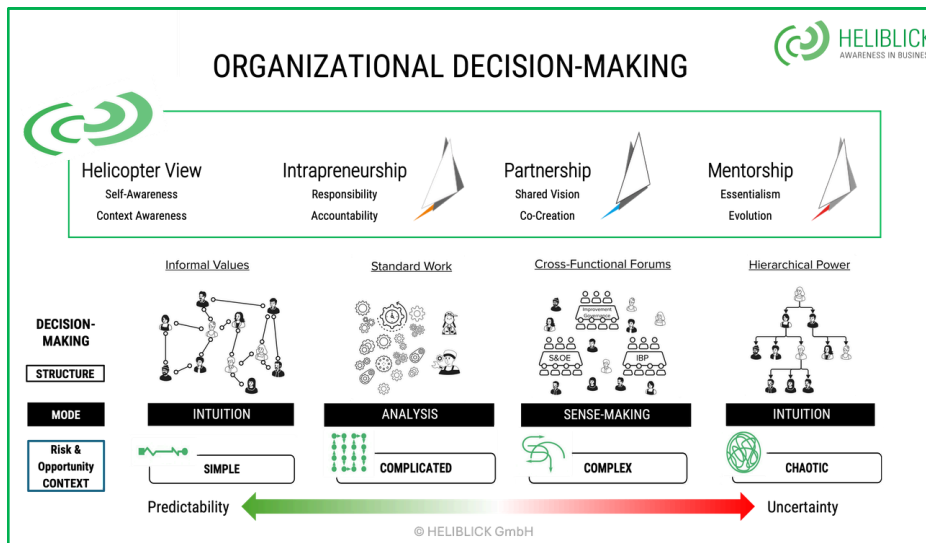 HELIBLICK
AWARENESS IN BUSINES
ORGANIZATIONAL DECISION-MAKING
Helicopter View
Self-Awareness
Context Awareness
Intrapreneurship
Responsibility
Accountability
Partnership
Shared Vision
Co-Creation
Mentorship
Essentialism
Evolution
Informal Values
Standard Work
Cross-Functional Forums
Hierarchical Power
Improvement
S&OE
IBP
DECISION-
MAKING
STRUCTURE
MODE
INTUITION
ANALYSIS
SENSE-MAKING
INTUITION
Risk &
Opportunity
CONTEXT
SIMPLE
COMPLICATED
COMPLEX
CHAOTIC
Predictability
Uncertainty
© HELIBLICK GmbH